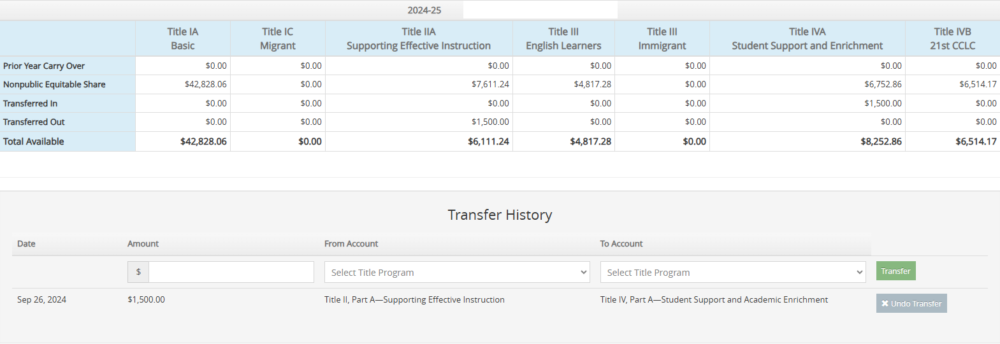 2024-25
Title IA Title IC Title IIA Title III Title III Title IVA Title IVB
Basic Migrant Supporting Effective Instruction English Learners Immigrant Student Support and Enrichment 21st CCLC
Prior Year Carry Over $0.00 $0.00 $0.00 $0.00 $0.00 $0.00 $0.00
Nonpublic Equitable Share $42,828.06 $0.00 $7,611.24 $4,817.28 $0.00 $6,752.86 $6,514.17
Transferred In $0.00 $0.00 $0.00 $0.00 $0.00 $1,500.00 $0.00
Transferred Out $0.00 $0.00 $1,500.00 $0.00 $0.00 $0.00 $0.00
Total Available $42,828.06 $0.00 $6,111.24 $4,817.28 $0.00 $8,252.86 $6,514.17
Transfer History
Date Amount From Account To Account
$ Select Title Program Select Title Program Transfer
Sep 26, 2024 $1,500.00 Title II, Part A—Supporting Effective Instruction Title IV, Part A—Student Support and Academic Enrichment ✖ Undo Transfer